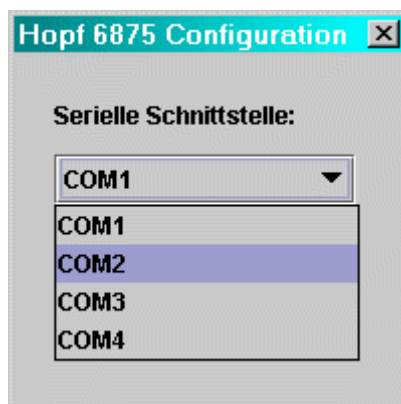 Hopf 6875 Configuration
Serielle Schnittstelle:
COM1
COM1
COM2
COM3
COM4